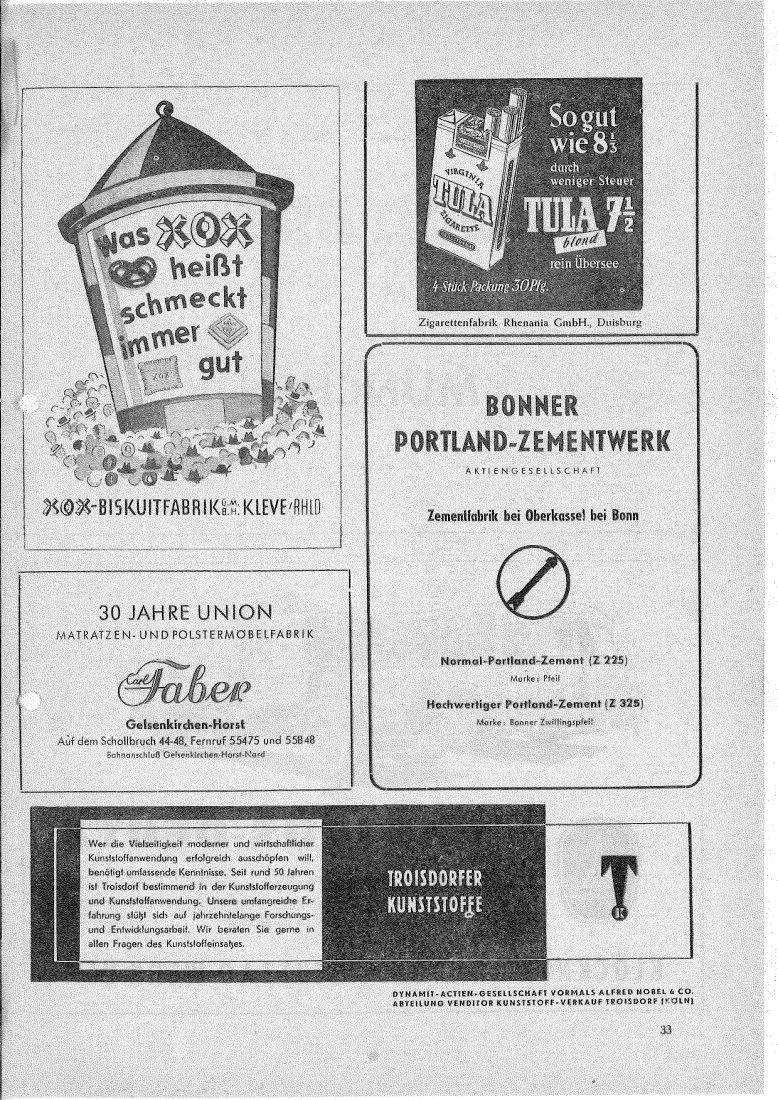 Was XOX
heißt
schmeckt
immer
gut
XOX
XOX-BISKUITFABRIK G.M.B.H. KLEVE/RHLD
VIRGINIA
TULA
ZIGARETTE
So gut
wie 8⅓
durch
weniger Steuer
TULA 7½
blond
rein Übersee
4 Stück Packung 30 Pfg.
Zigarettenfabrik Rhenania GmbH., Duisburg
BONNER
PORTLAND-ZEMENTWERK
AKTIENGESELLSCHAFT
Zementfabrik bei Oberkassel bei Bonn
Normal-Portland-Zement (Z 225)
Marke: Pfeil
Hochwertiger Portland-Zement (Z 325)
Marke: Bonner Zwillingspfeil
30 JAHRE UNION
MATRATZEN- UND POLSTERMÖBELFABRIK
Carl Faber
Gelsenkirchen-Horst
Auf dem Schollbruch 44-48, Fernruf 55475 und 55848
Bahnanschluß Gelsenkirchen-Horst-Nord
Wer die Vielseitigkeit moderner und wirtschaftlicher
Kunststoffanwendung erfolgreich ausschöpfen will,
benötigt umfassende Kenntnisse. Seit rund 50 Jahren
ist Troisdorf bestimmend in der Kunststofferzeugung
und Kunststoffanwendung. Unsere umfangreiche Er-
fahrung stützt sich auf jahrzehntelange Forschungs-
und Entwicklungsarbeit. Wir beraten Sie gerne in
allen Fragen des Kunststoffeinsatzes.
TROISDORFER
KUNSTSTOFFE
T
K
DYNAMIT-ACTIEN-GESELLSCHAFT VORMALS ALFRED NOBEL & CO.
ABTEILUNG VENDITOR KUNSTSTOFF-VERKAUF TROISDORF (KÖLN)
33